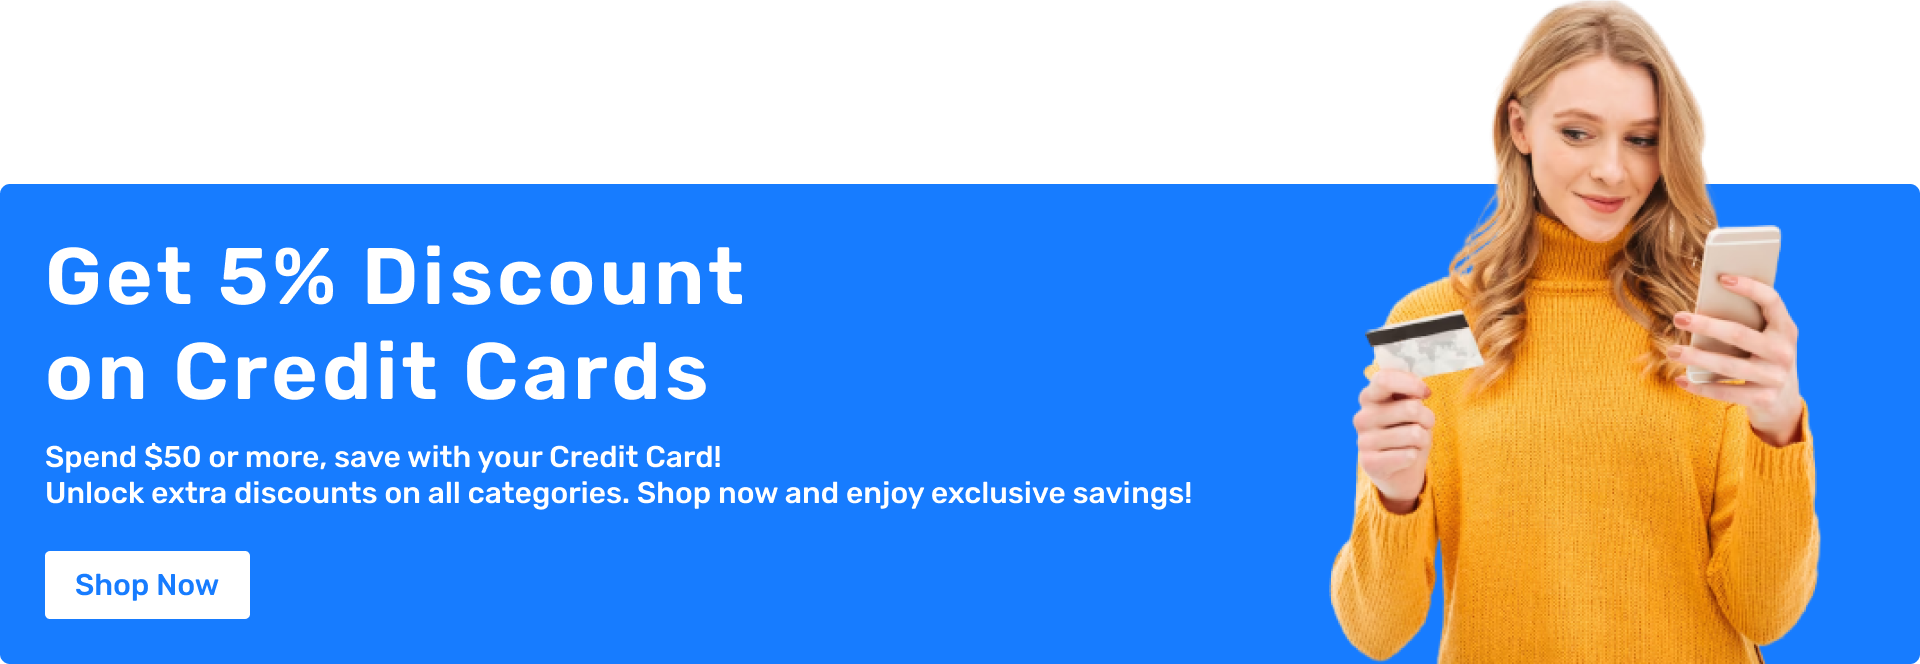 Get 5% Discount
on Credit Cards
Spend $50 or more, save with your Credit Card!
Unlock extra discounts on all categories. Shop now and enjoy exclusive savings!
Shop Now